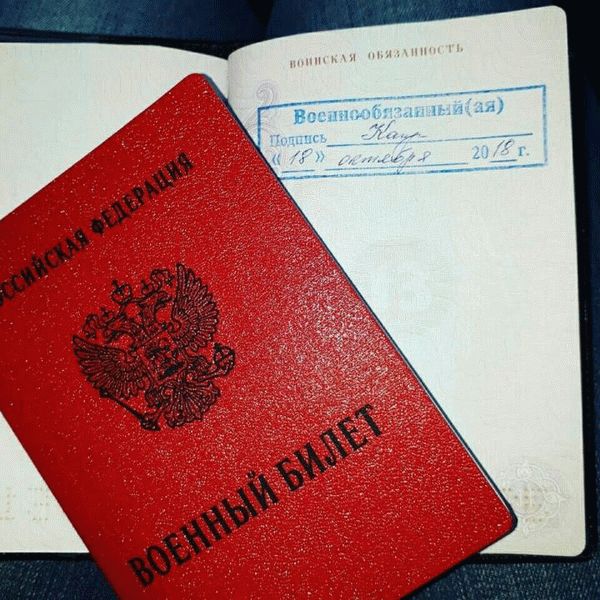 ВОИНСКАЯ ОБЯЗАННОСТЬ
Военнообязанный(ая)
Подпись
« 18 » октября 2018 г.
РОССИЙСКАЯ ФЕДЕРАЦИЯ
ВОЕННЫЙ БИЛЕТ